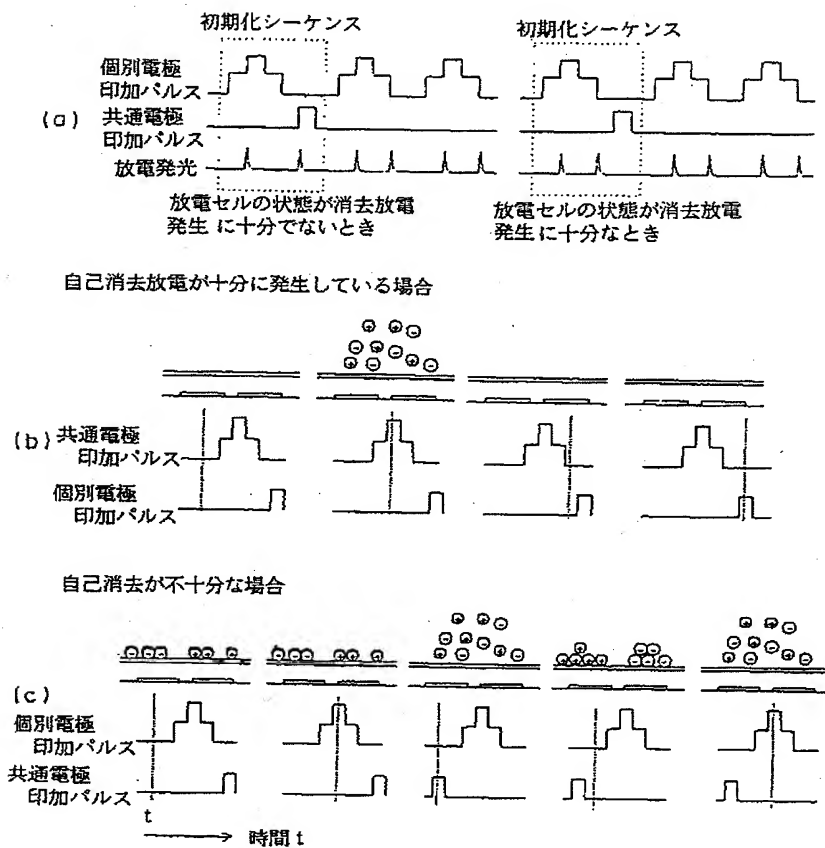 初期化シーケンス
初期化シーケンス
個別電極
印加パルス
(a)
共通電極
印加パルス
放電発光
放電セルの状態が消去放電
発生に十分でないとき
放電セルの状態が消去放電
発生に十分なとき
自己消去放電が十分に発生している場合
(b)
共通電極
印加パルス
個別電極
印加パルス
自己消去が不十分な場合
(c)
個別電極
印加パルス
共通電極
印加パルス
t
時間t